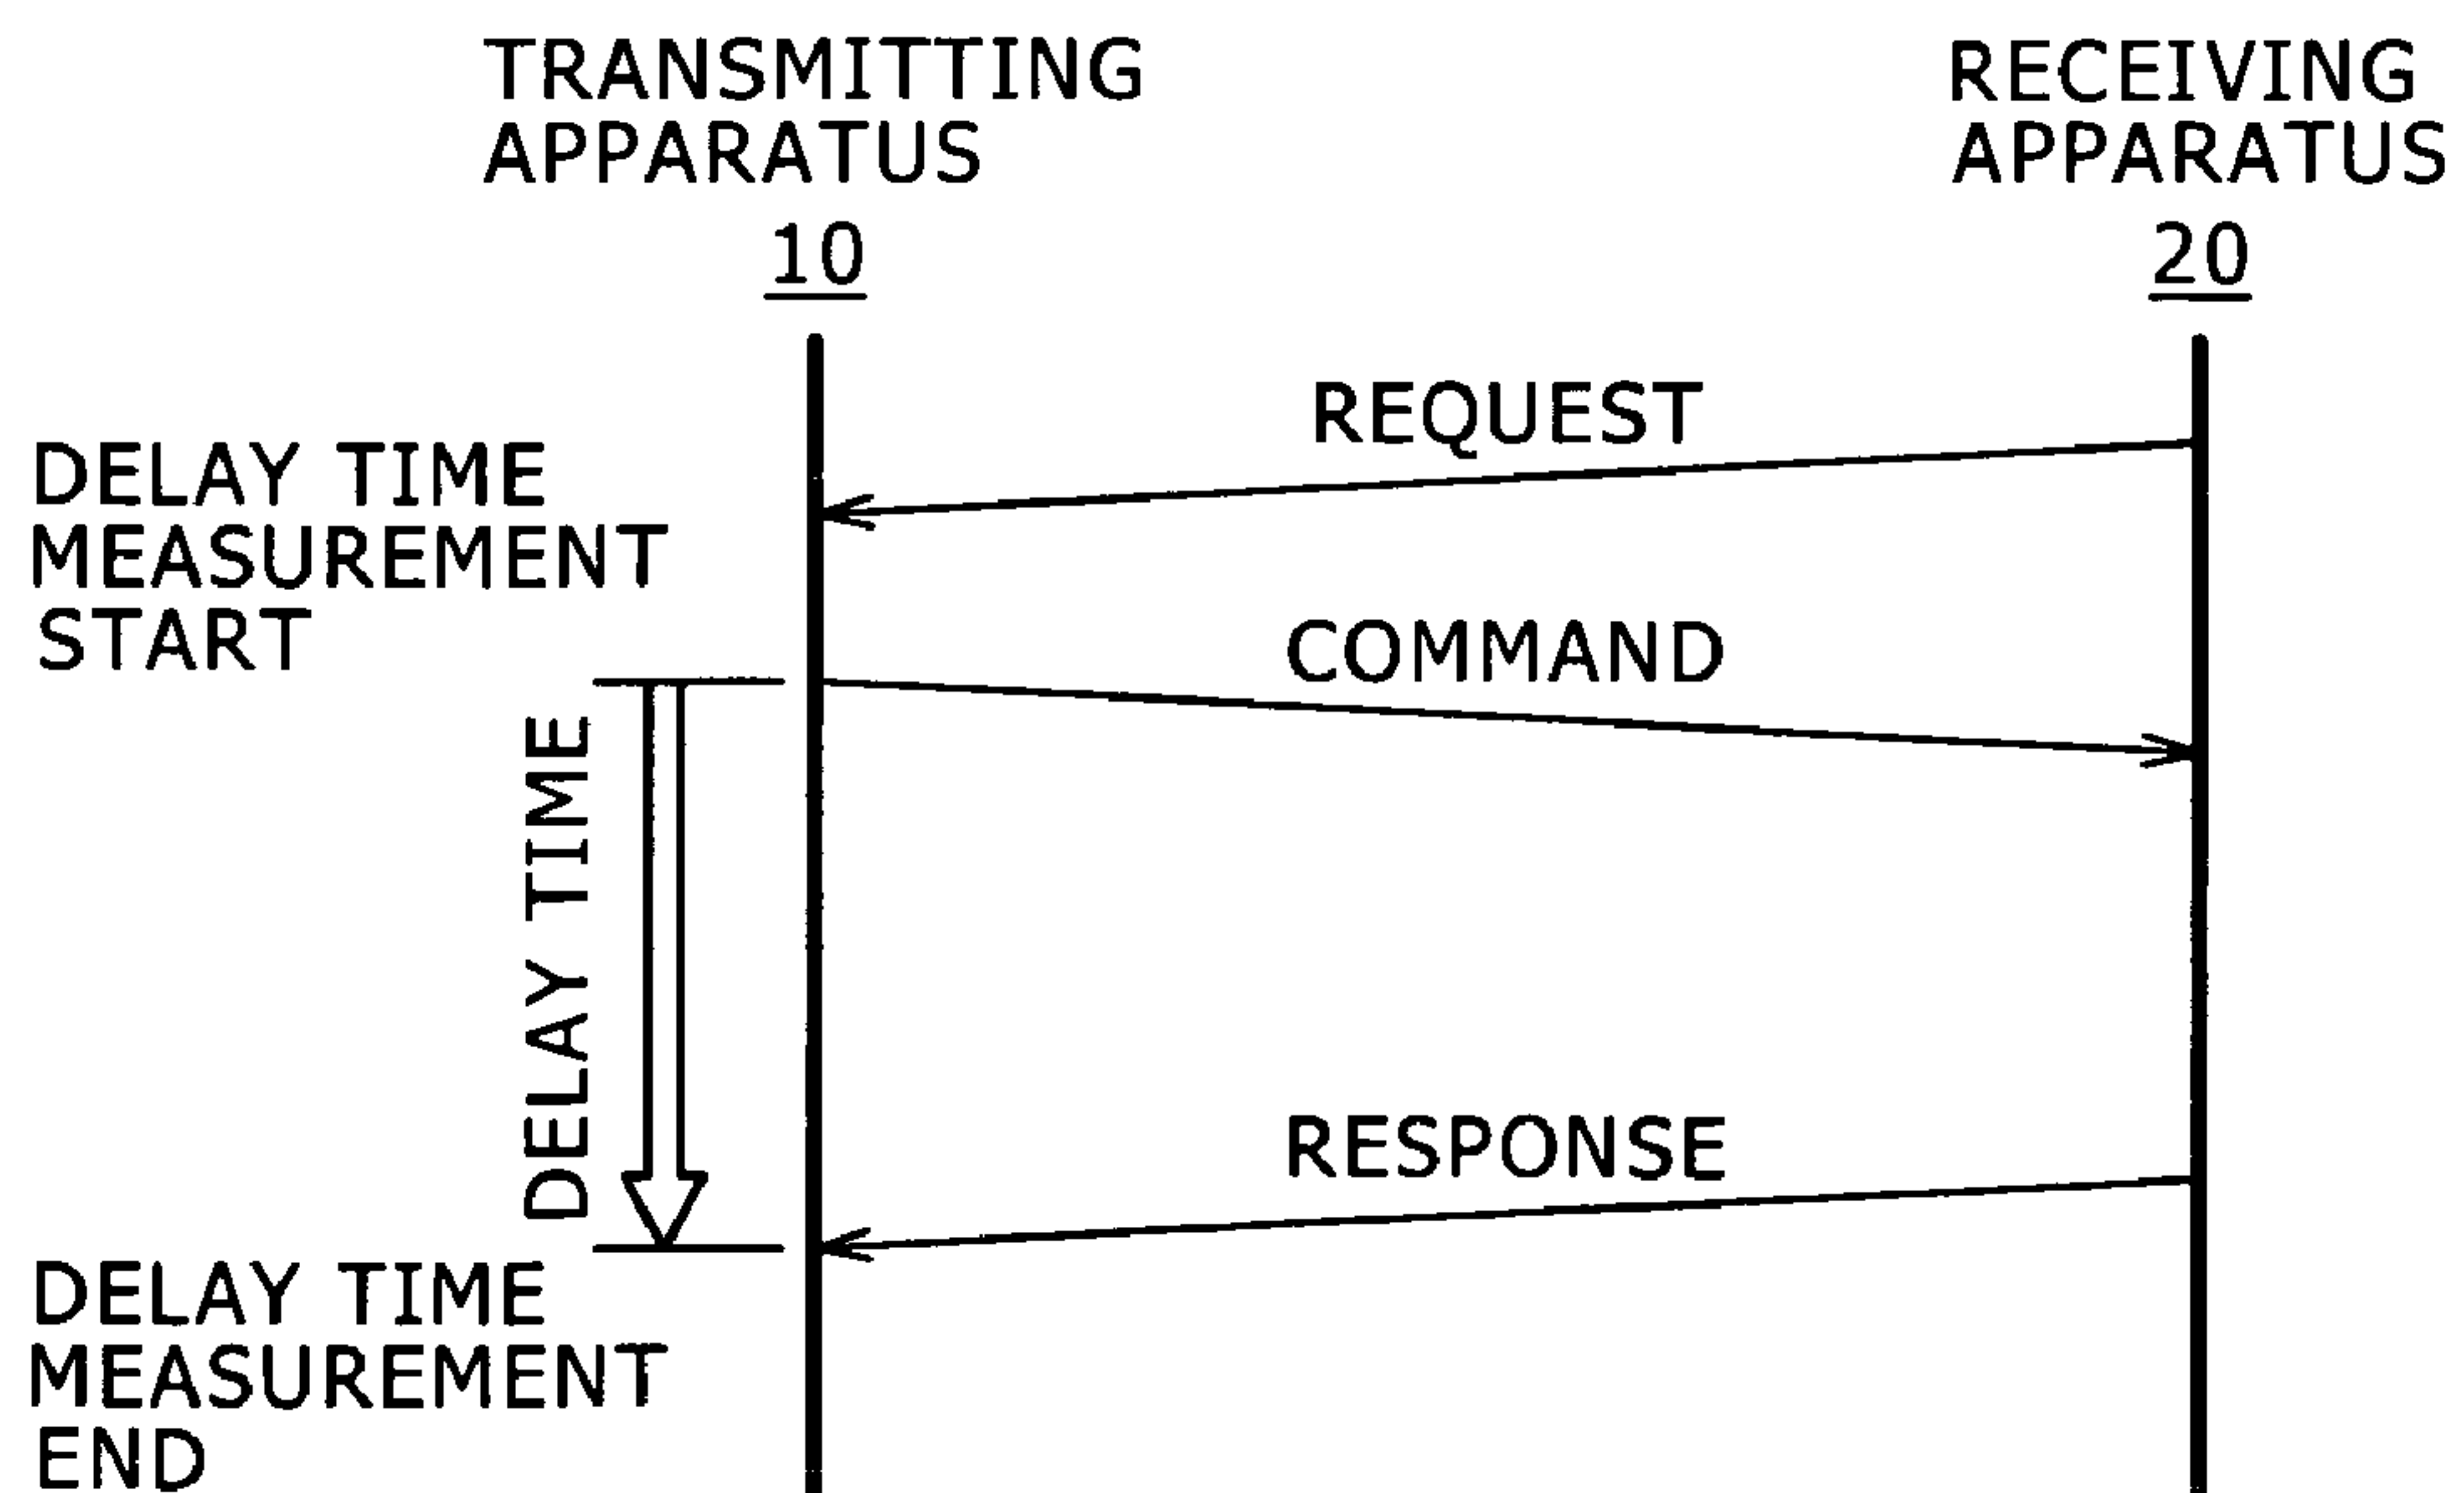 TRANSMITTING
APPARATUS
10
RECEIVING
APPARATUS
20
REQUEST
DELAY TIME
MEASUREMENT
START
COMMAND
DELAY TIME
RESPONSE
DELAY TIME
MEASUREMENT
END